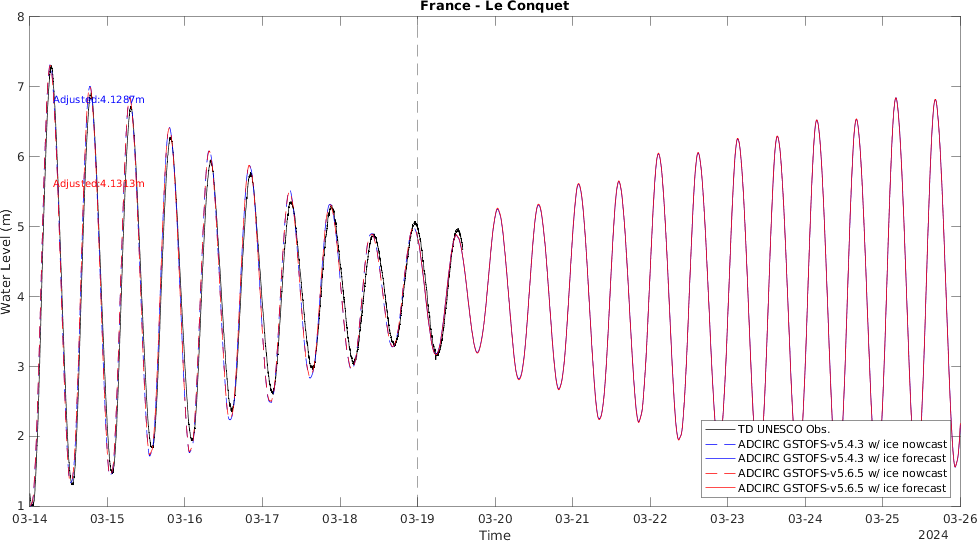 France - Le Conquet
8
7
6
5
4
3
2
1
Water Level (m)
Adjusted:4.1287m
Adjusted:4.1313m
TD UNESCO Obs.
ADCIRC GSTOFS-v5.4.3 w/ ice nowcast
ADCIRC GSTOFS-v5.4.3 w/ ice forecast
ADCIRC GSTOFS-v5.6.5 w/ ice nowcast
ADCIRC GSTOFS-v5.6.5 w/ ice forecast
03-14 03-15 03-16 03-17 03-18 03-19 03-20 03-21 03-22 03-23 03-24 03-25 03-26
Time
2024